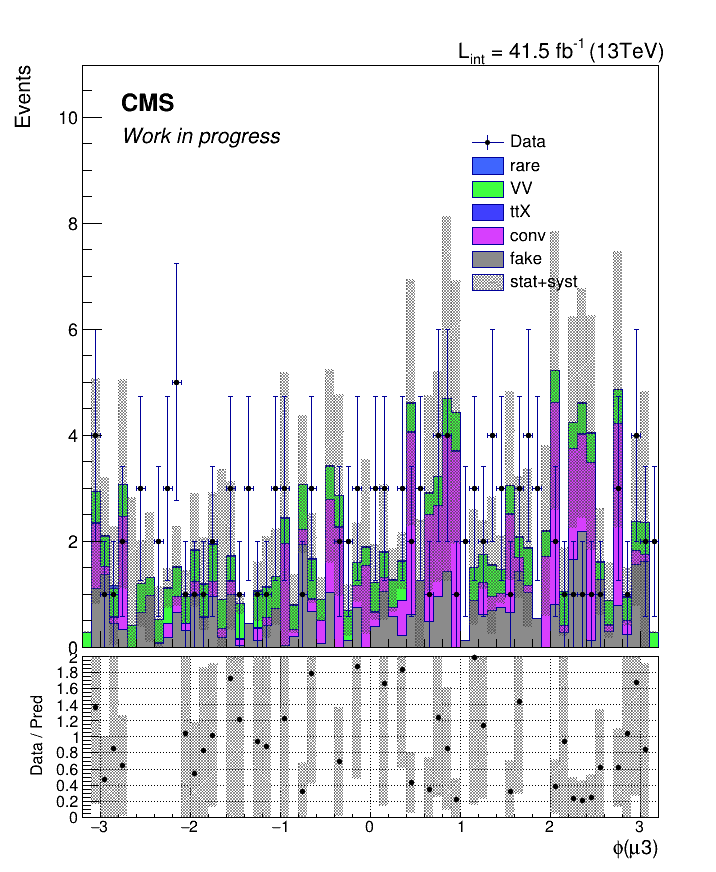 L_int = 41.5 fb^-1 (13TeV)
Events
CMS
Work in progress
Data
rare
VV
ttX
conv
fake
stat+syst
10
8
6
4
2
0
Data / Pred
2
1.8
1.6
1.4
1.2
1
0.8
0.6
0.4
0.2
0
−3 −2 −1 0 1 2 3
ϕ(μ3)